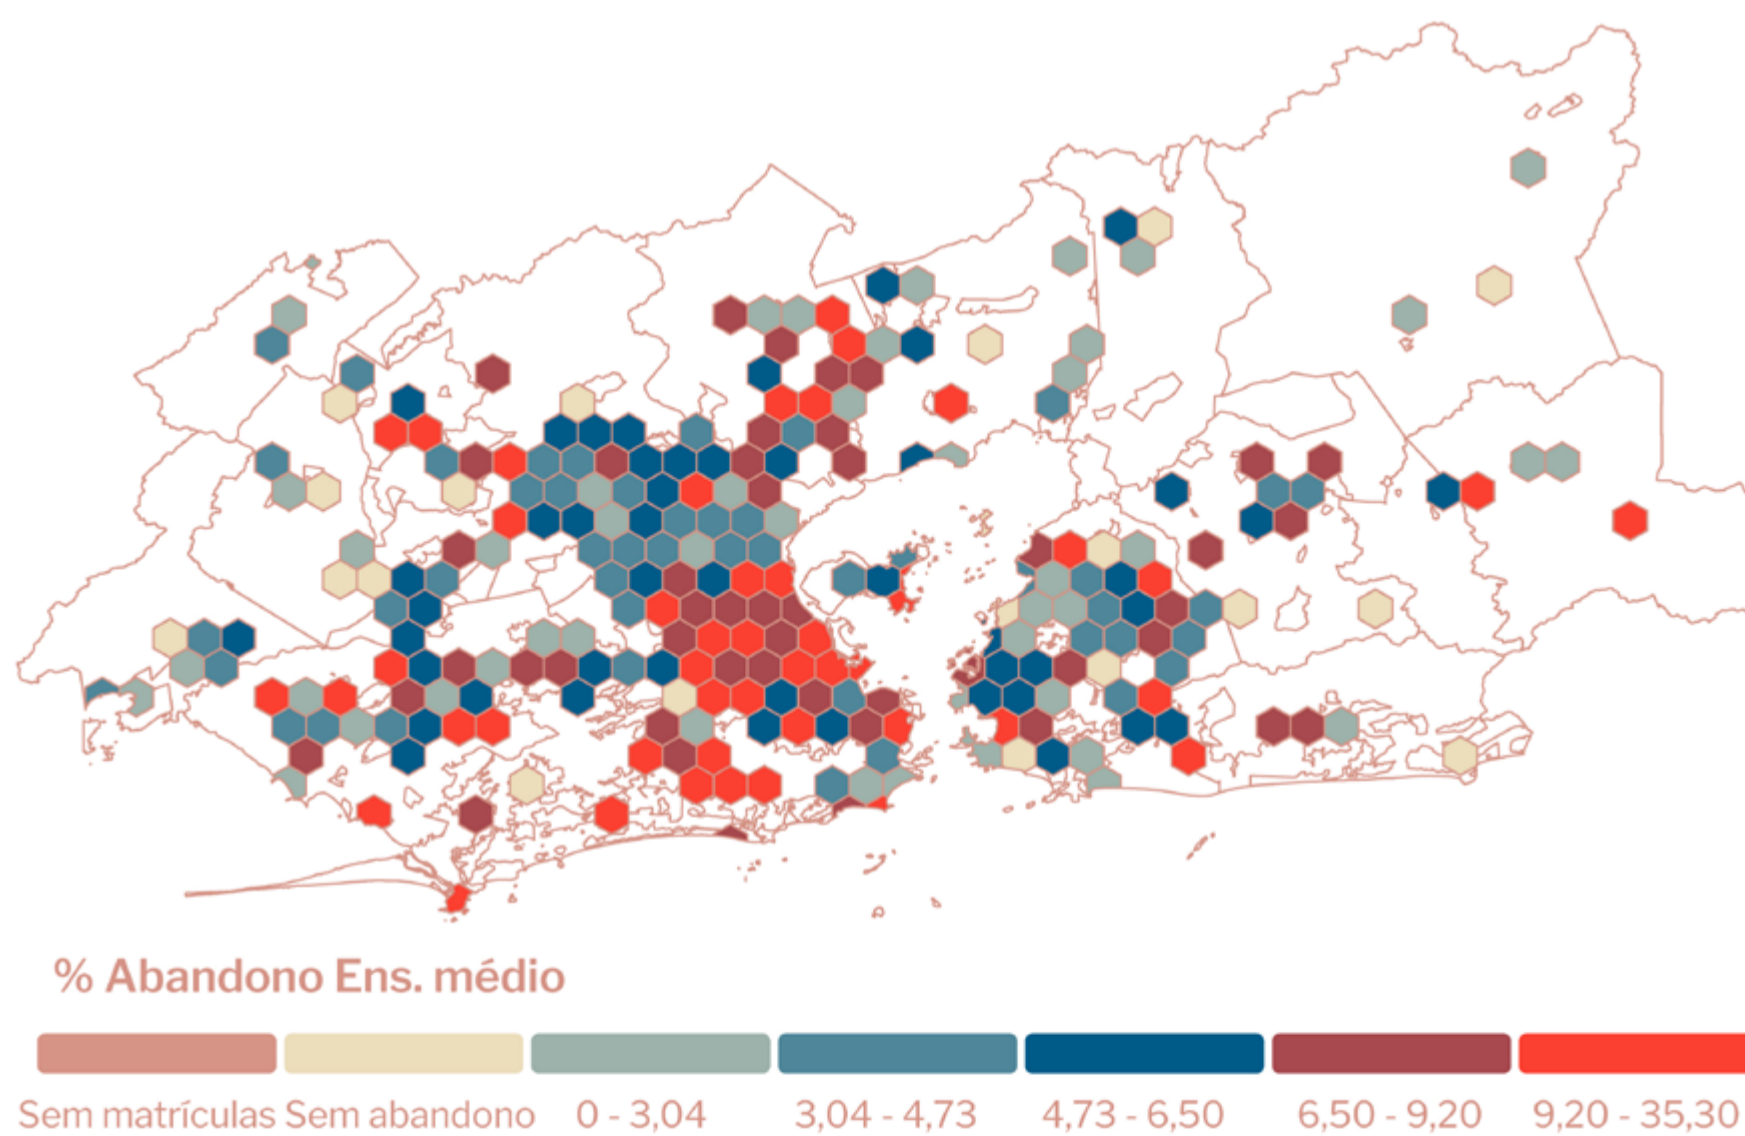 % Abandono Ens. médio
Sem matrículas Sem abandono 0 - 3,04 3,04 - 4,73 4,73 - 6,50 6,50 - 9,20 9,20 - 35,30